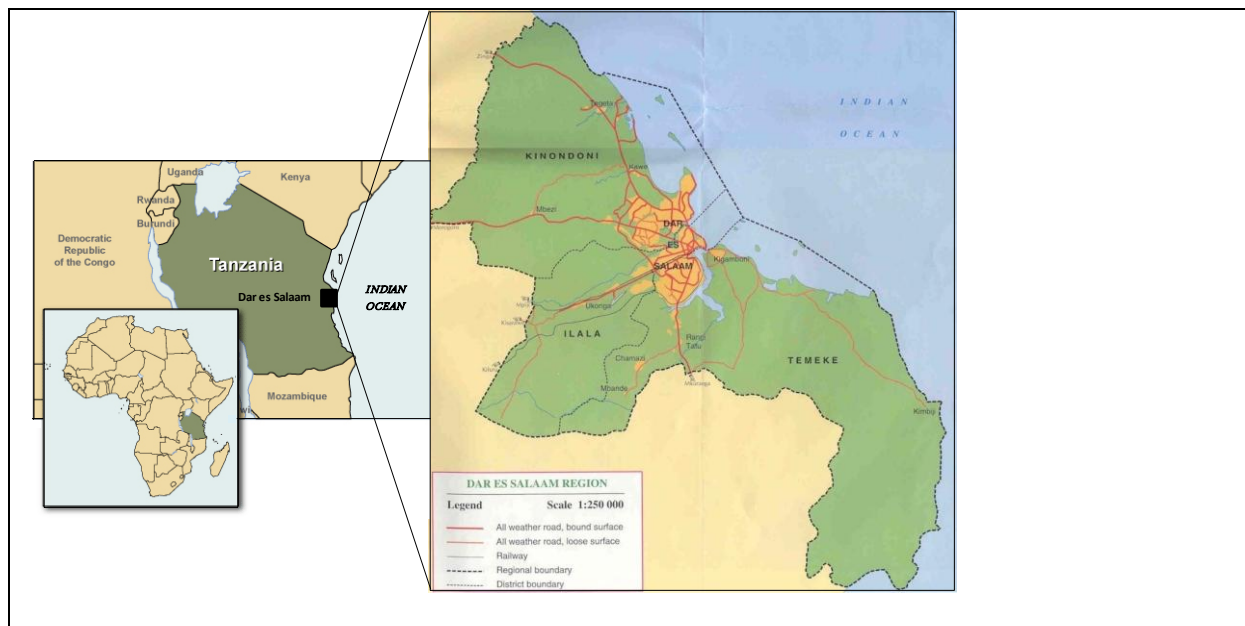 Uganda
Kenya
Rwanda
Burundi
Democratic
Republic
of the Congo
Tanzania
Dar es Salaam
INDIAN
OCEAN
Mozambique
INDIAN
OCEAN
Tegeta
KINONDONI
Kawe
Mbezi
DAR
ES
SALAAM
Kigamboni
Ukonga
ILALA
Chamazi
Mbande
TEMEKE
Kimbiji
DAR ES SALAAM REGION
Legend Scale 1:250 000
All weather road, bound surface
All weather road, loose surface
Railway
Regional boundary
District boundary